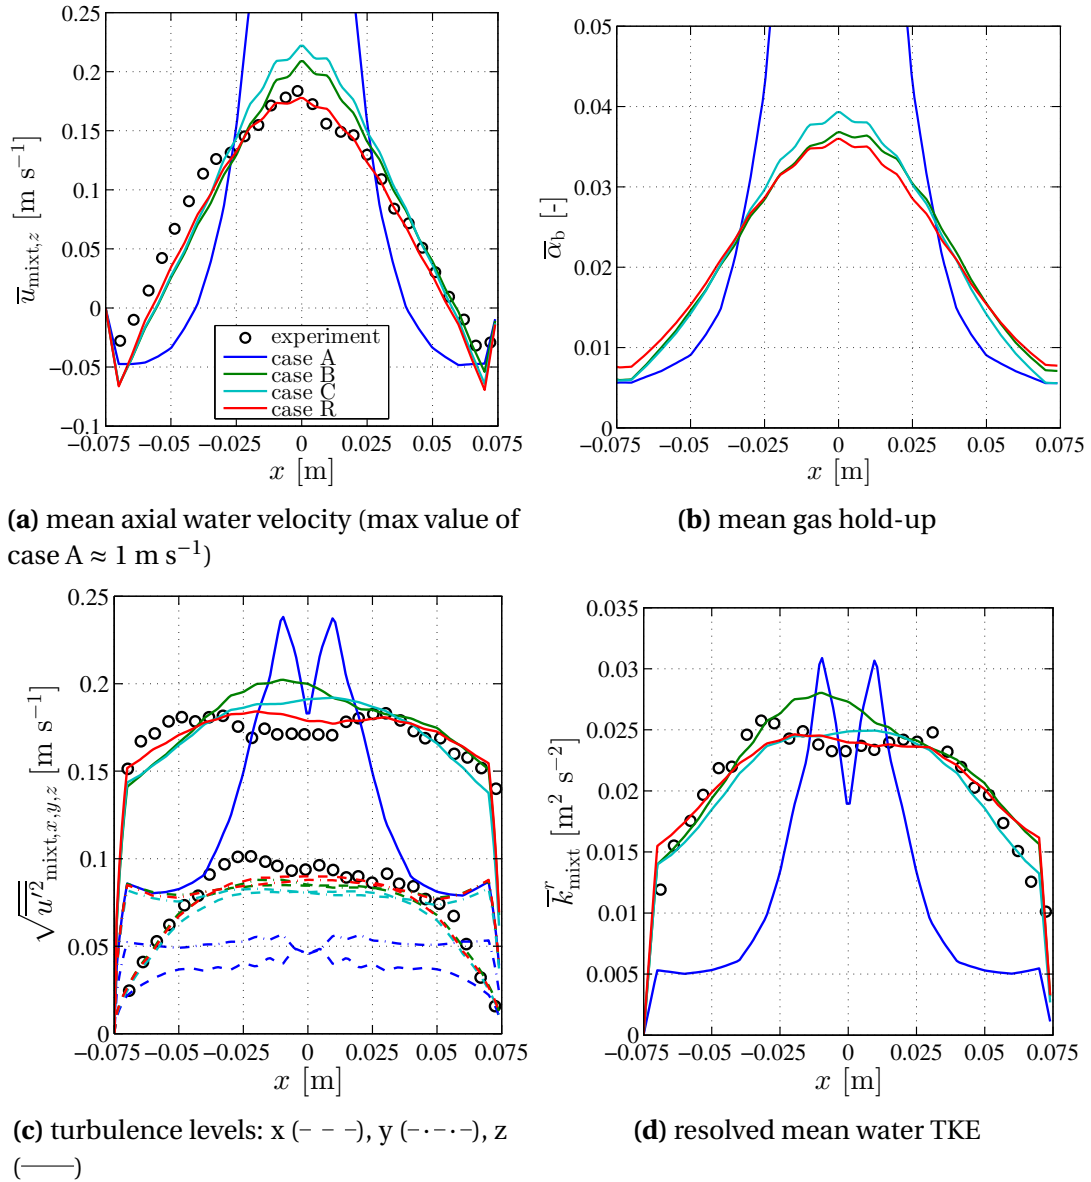 0.25
0.2
0.15
0.1
0.05
0
−0.05
−0.1
u̅mixt,z [m s−1]
experiment
case A
case B
case C
case R
−0.075 −0.05 −0.025 0 0.025 0.05 0.075
x [m]
(a) mean axial water velocity (max value of
case A ≈ 1 m s−1)
0.05
0.04
0.03
0.02
0.01
0
α̅b [-]
−0.075 −0.05 −0.025 0 0.025 0.05 0.075
x [m]
(b) mean gas hold-up
0.25
0.2
0.15
0.1
0.05
0
√u′2mixt,x,y,z [m s−1]
−0.075 −0.05 −0.025 0 0.025 0.05 0.075
x [m]
(c) turbulence levels: x (– – –), y (–·–·–), z
(——)
0.035
0.03
0.025
0.02
0.015
0.01
0.005
0
k̅rmixt [m2 s−2]
−0.075 −0.05 −0.025 0 0.025 0.05 0.075
x [m]
(d) resolved mean water TKE